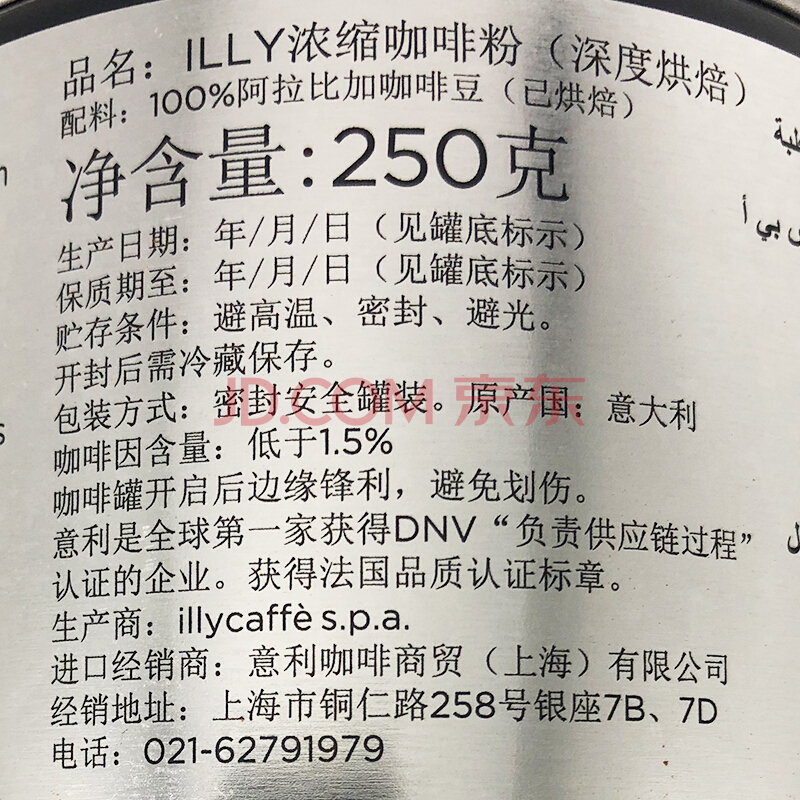 品名：ILLY浓缩咖啡粉（深度烘焙）
配料：100%阿拉比加咖啡豆（已烘焙）
净含量：250克
生产日期：年/月/日（见罐底标示）
保质期至：年/月/日（见罐底标示）
贮存条件：避高温、密封、避光。
开封后需冷藏保存。
JD.COM 京东
包装方式：密封安全罐装。原产国：意大利
咖啡因含量：低于1.5%
咖啡罐开启后边缘锋利，避免划伤。
意利是全球第一家获得DNV“负责供应链过程”
认证的企业。获得法国品质认证标章。
生产商：illycaffè s.p.a.
进口经销商：意利咖啡商贸（上海）有限公司
经销地址：上海市铜仁路258号银座7B、7D
电话：021-62791979